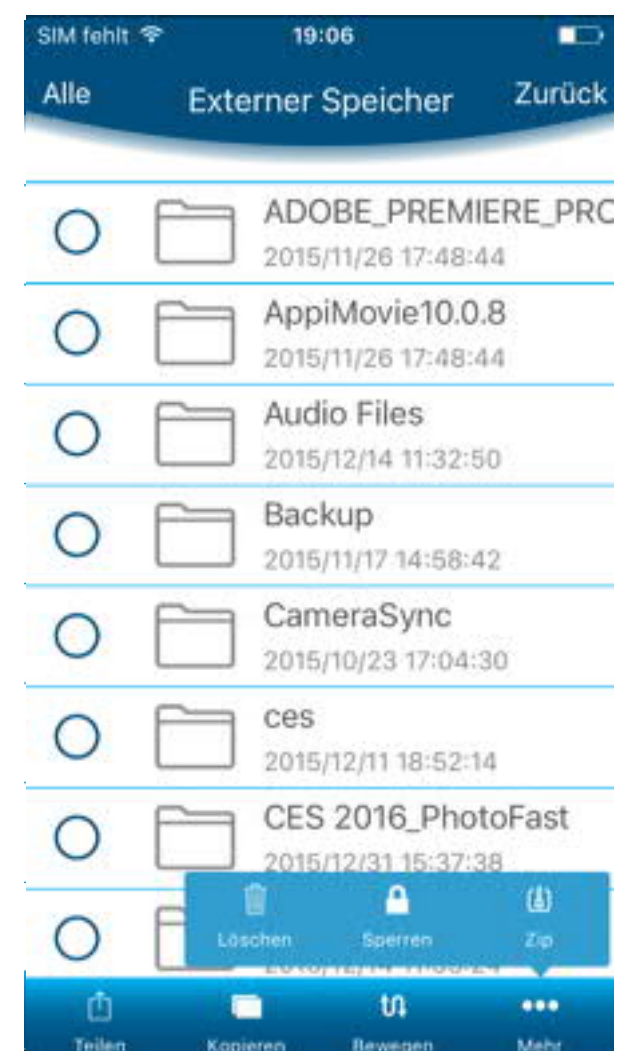 SIM fehlt 19:06
Alle Externer Speicher Zurück
ADOBE_PREMIERE_PRO
2015/11/26 17:48:44
AppiMovie10.0.8
2015/11/26 17:48:44
Audio Files
2015/12/14 11:32:50
Backup
2015/11/17 14:58:42
CameraSync
2015/10/23 17:04:30
ces
2015/12/11 18:52:14
CES 2016_PhotoFast
2015/12/31 15:37:38
Löschen Sperren Zip
Teilen Kopieren Bewegen Mehr